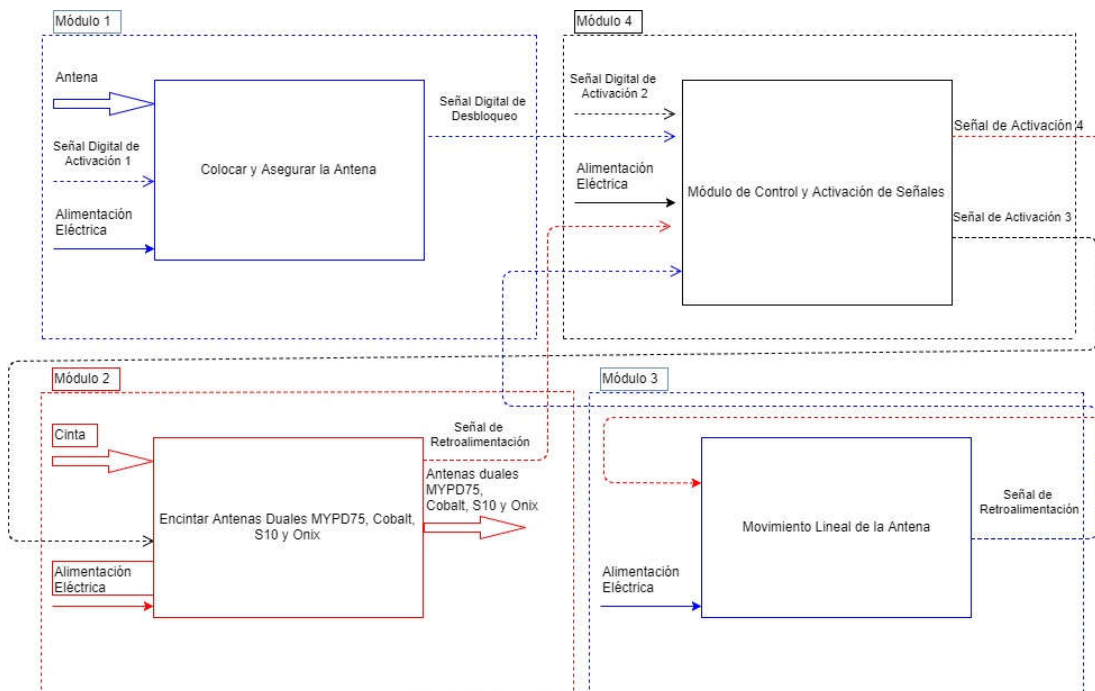 Módulo 1
Antena
Señal Digital de
Activación 1
Alimentación
Eléctrica
Colocar y Asegurar la Antena
Señal Digital de
Desbloqueo
Módulo 4
Señal Digital de
Activación 2
Alimentación
Eléctrica
Módulo de Control y Activación de Señales
Señal de Activación 4
Señal de Activación 3
Módulo 2
Cinta
Alimentación
Eléctrica
Encintar Antenas Duales MYPD75, Cobalt,
S10 y Onix
Señal de
Retroalimentación
Antenas duales
MYPD75,
Cobalt, S10 y Onix
Módulo 3
Alimentación
Eléctrica
Movimiento Lineal de la Antena
Señal de
Retroalimentación